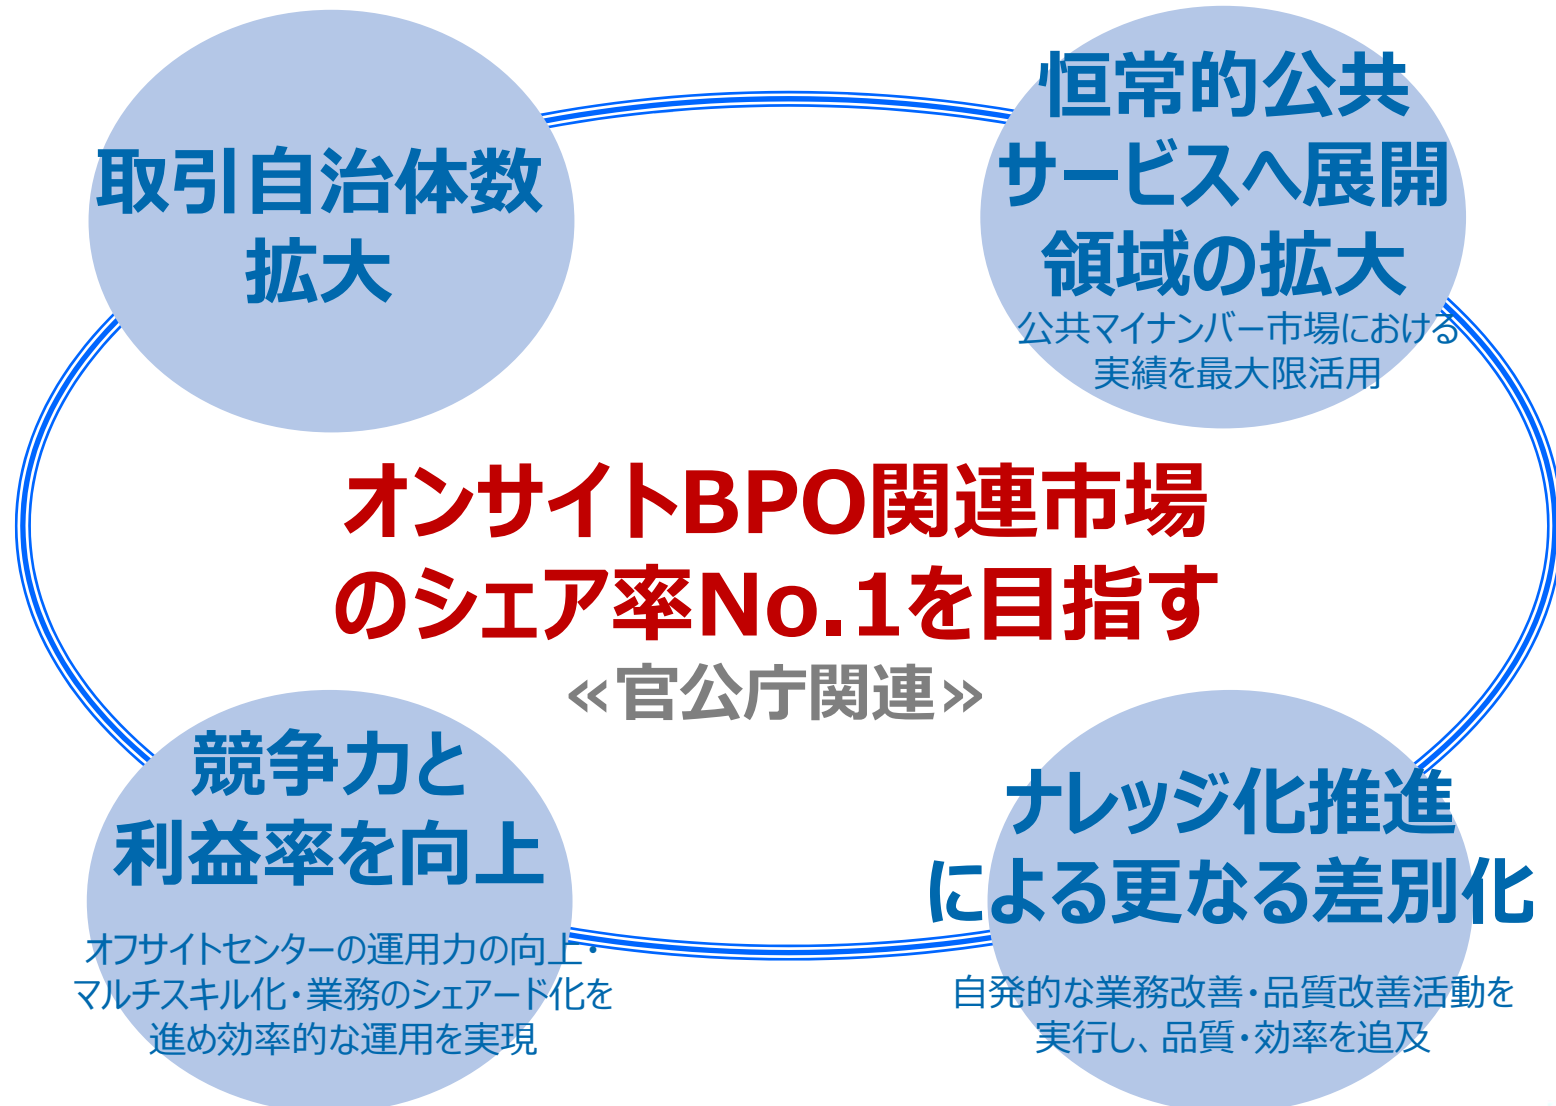 取引自治体数
拡大
恒常的公共
サービスへ展開
領域の拡大
公共マイナンバー市場における
実績を最大限活用
オンサイトBPO関連市場
のシェア率No.1を目指す
≪官公庁関連≫
競争力と
利益率を向上
オフサイトセンターの運用力の向上・
マルチスキル化・業務のシェアード化を
進め効率的な運用を実現
ナレッジ化推進
による更なる差別化
自発的な業務改善・品質改善活動を
実行し、品質・効率を追及